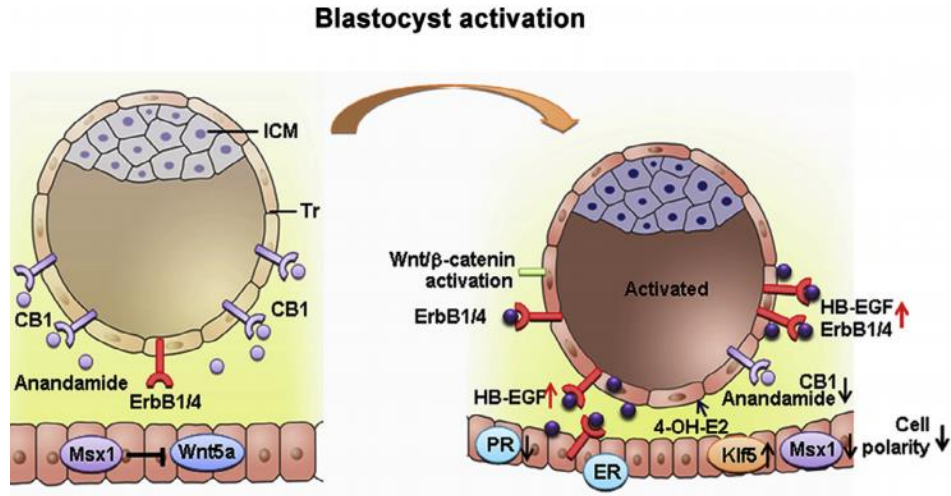 Blastocyst activation
ICM
Tr
CB1
CB1
Anandamide
ErbB1/4
Msx1
Wnt5a
Wnt/β-catenin
activation
Activated
ErbB1/4
HB-EGF
ErbB1/4
HB-EGF
CB1
Anandamide
4-OH-E2
PR
ER
Klf5
Msx1
Cell
polarity